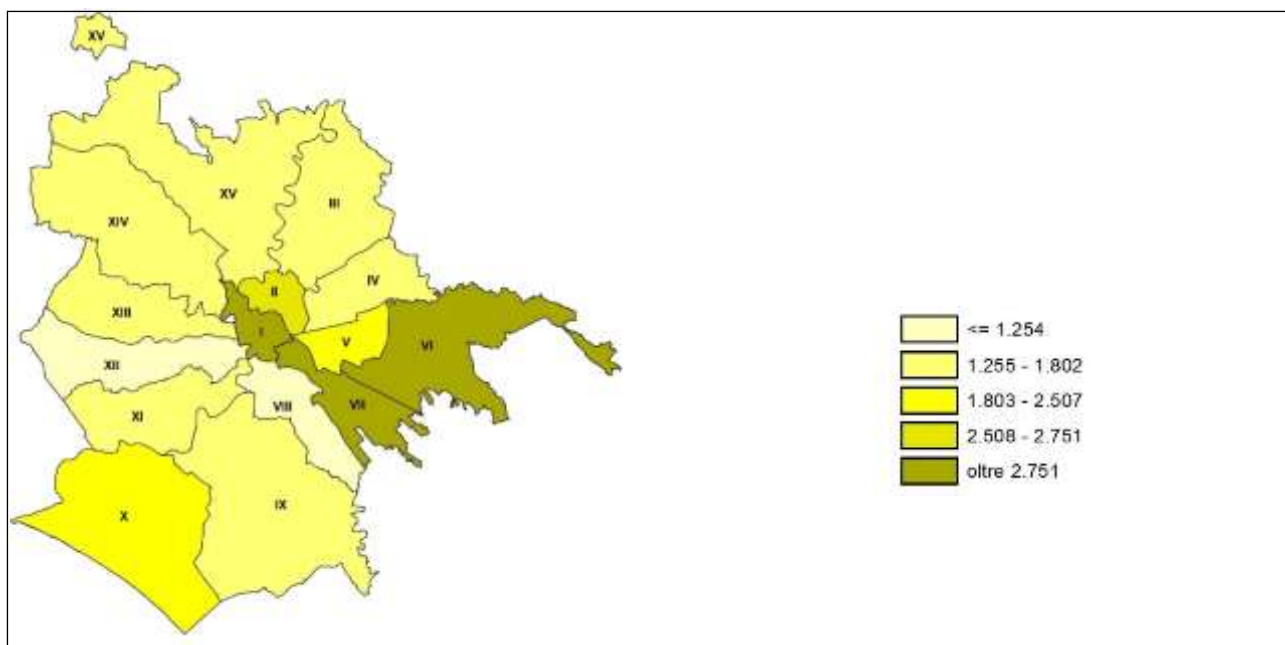 XV
XV
III
XIV
IV
II
XIII
I
V
VI
XII
VIII
VII
XI
IX
X
<= 1.254
1.255 - 1.802
1.803 - 2.507
2.508 - 2.751
oltre 2.751